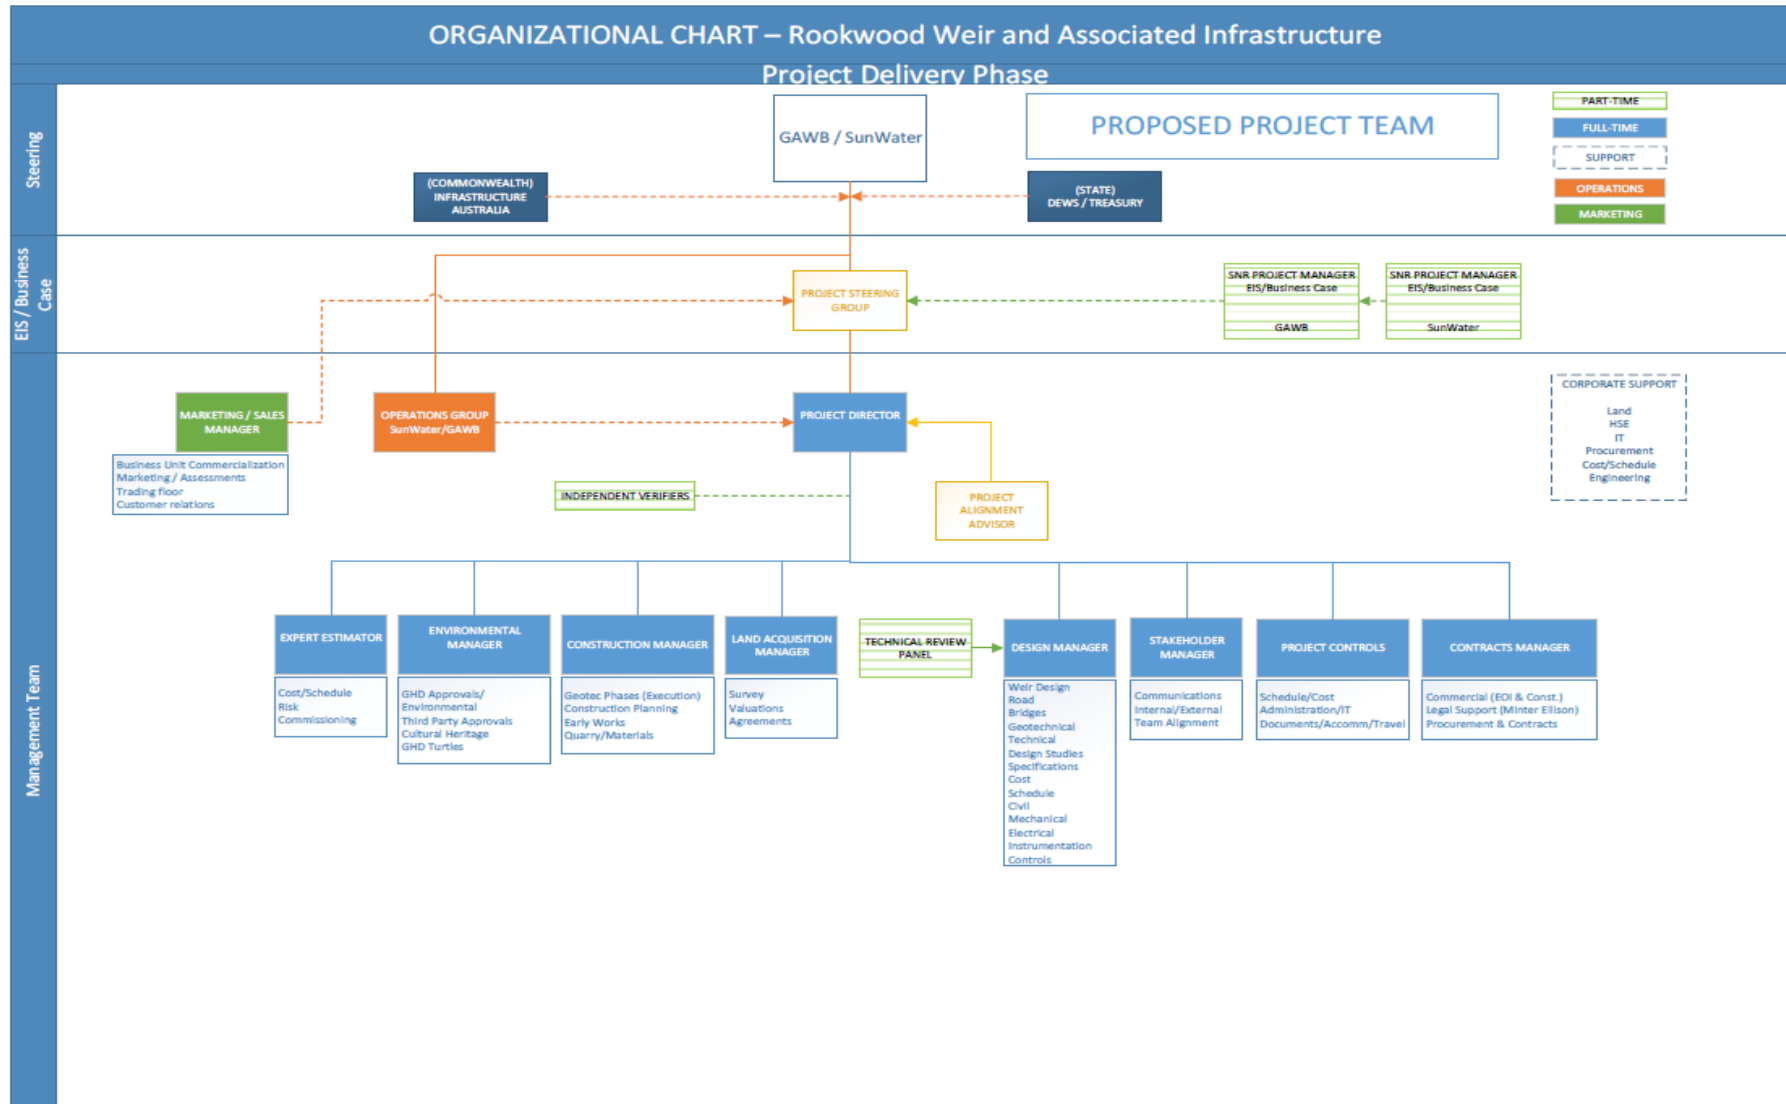 ORGANIZATIONAL CHART – Rookwood Weir and Associated Infrastructure
Project Delivery Phase
Steering
GAWB / SunWater
PROPOSED PROJECT TEAM
PART-TIME
FULL-TIME
SUPPORT
OPERATIONS
MARKETING
(COMMONWEALTH)
INFRASTRUCTURE
AUSTRALIA
(STATE)
DEWS / TREASURY
EIS / Business
Case
PROJECT STEERING
GROUP
SNR PROJECT MANAGER
EIS/Business Case
GAWB
SNR PROJECT MANAGER
EIS/Business Case
SunWater
Management Team
MARKETING / SALES
MANAGER
Business Unit Commercialization
Marketing / Assessments
Trading floor
Customer relations
OPERATIONS GROUP
SunWater/GAWB
PROJECT DIRECTOR
CORPORATE SUPPORT
Land
HSE
IT
Procurement
Cost/Schedule
Engineering
INDEPENDENT VERIFIERS
PROJECT
ALIGNMENT
ADVISOR
EXPERT ESTIMATOR
Cost/Schedule
Risk
Commissioning
ENVIRONMENTAL
MANAGER
GHD Approvals/
Environmental
Third Party Approvals
Cultural Heritage
GHD Turtles
CONSTRUCTION MANAGER
Geotec Phases (Execution)
Construction Planning
Early Works
Quarry/Materials
LAND ACQUISITION
MANAGER
Survey
Valuations
Agreements
TECHNICAL REVIEW
PANEL
DESIGN MANAGER
Weir Design
Road
Bridges
Geotechnical
Technical
Design Studies
Specifications
Cost
Schedule
Civil
Mechanical
Electrical
Instrumentation
Controls
STAKEHOLDER
MANAGER
Communications
Internal/External
Team Alignment
PROJECT CONTROLS
Schedule/Cost
Administration/IT
Documents/Accomm/Travel
CONTRACTS MANAGER
Commercial (EOI & Const.)
Legal Support (Minter Ellison)
Procurement & Contracts